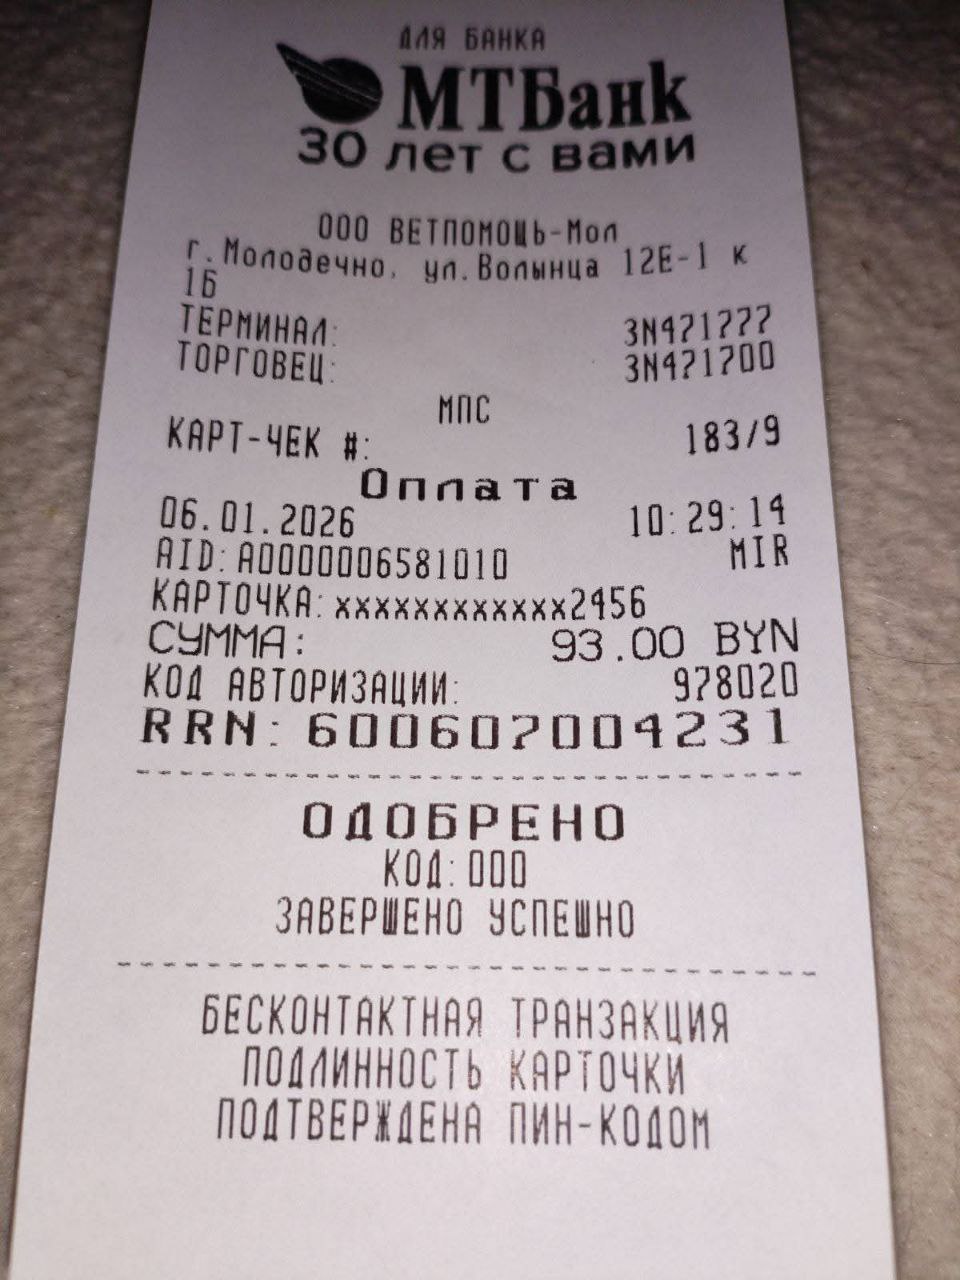 ДЛЯ БАНКА
МТБанк
30 лет с вами
ООО ВЕТПОМОЩЬ-Мол
г.Молодечно, ул.Волынца 12Е-1 к
1б
ТЕРМИНАЛ: 3N471777
ТОРГОВЕЦ: 3N471700
МПС
КАРТ-ЧЕК #: 183/9
Оплата
06.01.2026 10:29:14
AID:A0000006581010 MIR
КАРТОЧКА:xxxxxxxxxxxx2456
СУММА: 93.00 BYN
КОД АВТОРИЗАЦИИ: 978020
RRN: 600607004231
ОДОБРЕНО
КОД:000
ЗАВЕРШЕНО УСПЕШНО
БЕСКОНТАКТНАЯ ТРАНЗАКЦИЯ
ПОДЛИННОСТЬ КАРТОЧКИ
ПОДТВЕРЖДЕНА ПИН-КОДОМ